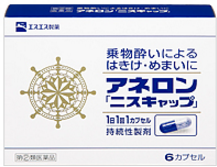 エスエス製薬
乗物酔いによる
はきけ・めまいに
アネロン
「ニスキャップ」
1日1回1カプセル
持続性製剤
指定第②類医薬品
6カプセル